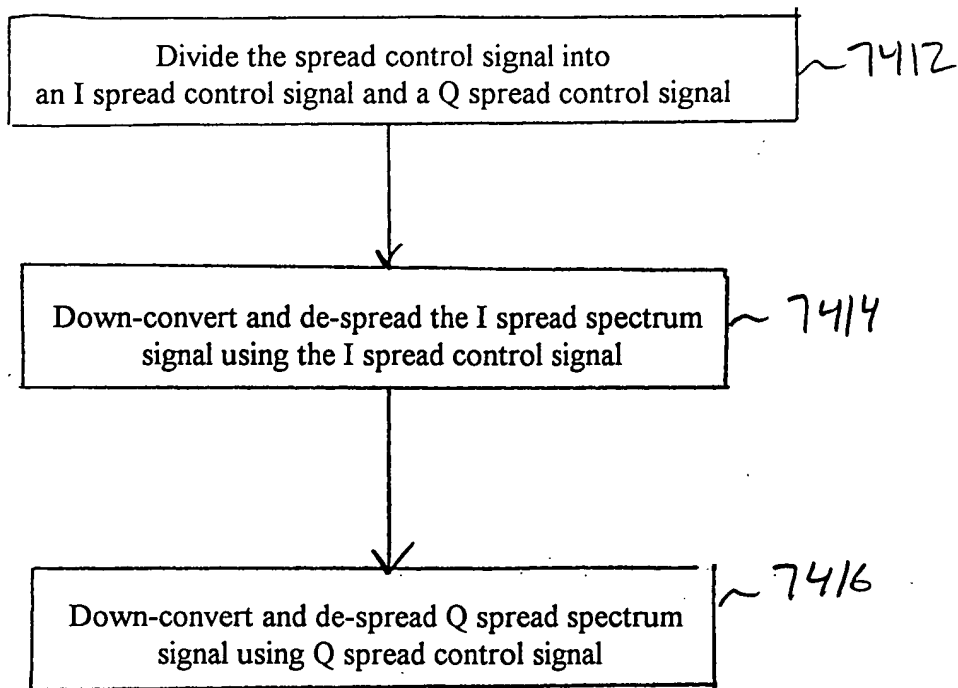 Divide the spread control signal into
an I spread control signal and a Q spread control signal
7412
Down-convert and de-spread the I spread spectrum
signal using the I spread control signal
7414
Down-convert and de-spread Q spread spectrum
signal using Q spread control signal
7416